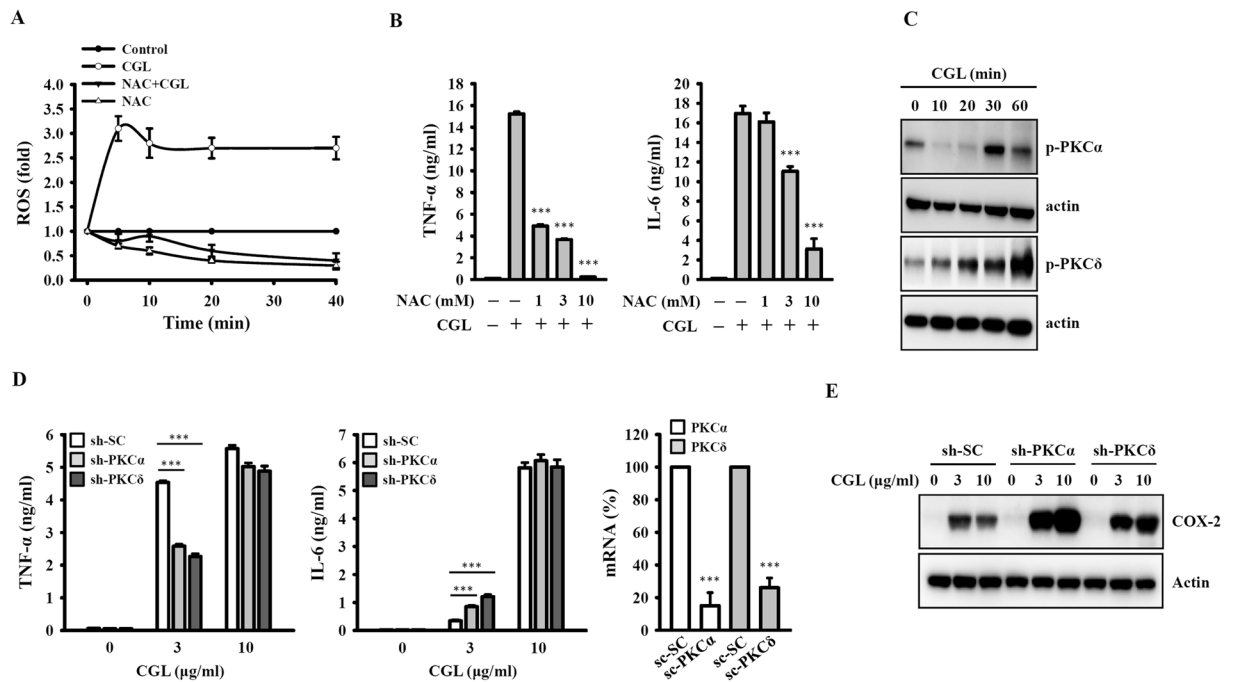 A
Control
CGL
NAC+CGL
NAC
4.0
3.5
3.0
2.5
2.0
1.5
1.0
0.5
0.0
ROS (fold)
0 10 20 30 40
Time (min)
B
18
16
14
12
10
8
6
4
2
0
TNF-α (ng/ml)
*** *** ***
NAC (mM) – – 1 3 10
CGL – + + + +
20
18
16
14
12
10
8
6
4
2
0
IL-6 (ng/ml)
*** ***
NAC (mM) – – 1 3 10
CGL – + + + +
C
CGL (min)
0 10 20 30 60
p-PKCα
actin
p-PKCδ
actin
D
sh-SC
sh-PKCα
sh-PKCδ
6
5
4
3
2
1
0
TNF-α (ng/ml)
***
***
0 3 10
CGL (μg/ml)
sh-SC
sh-PKCα
sh-PKCδ
7
6
5
4
3
2
1
0
IL-6 (ng/ml)
***
***
0 3 10
CGL (μg/ml)
PKCα
PKCδ
120
100
80
60
40
20
0
mRNA (%)
*** ***
sc-SC
sc-PKCα
sc-SC
sc-PKCδ
E
sh-SC sh-PKCα sh-PKCδ
CGL (μg/ml) 0 3 10 0 3 10 0 3 10
COX-2
Actin